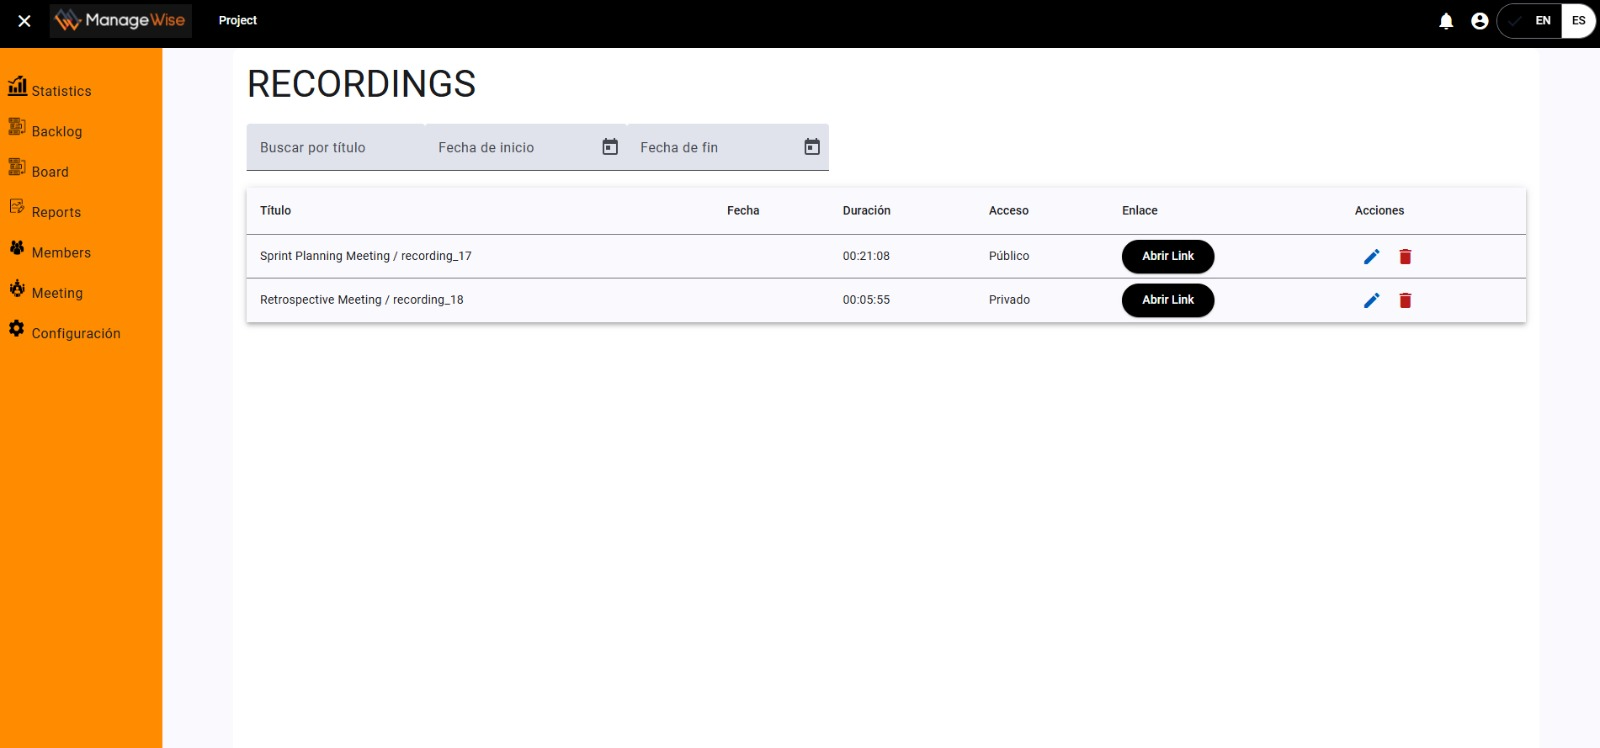 ManageWise
Project
EN
ES
Statistics
Backlog
Board
Reports
Members
Meeting
Configuración
RECORDINGS
Buscar por título
Fecha de inicio
Fecha de fin
Título Fecha Duración Acceso Enlace Acciones
Sprint Planning Meeting / recording_17 00:21:08 Público Abrir Link
Retrospective Meeting / recording_18 00:05:55 Privado Abrir Link